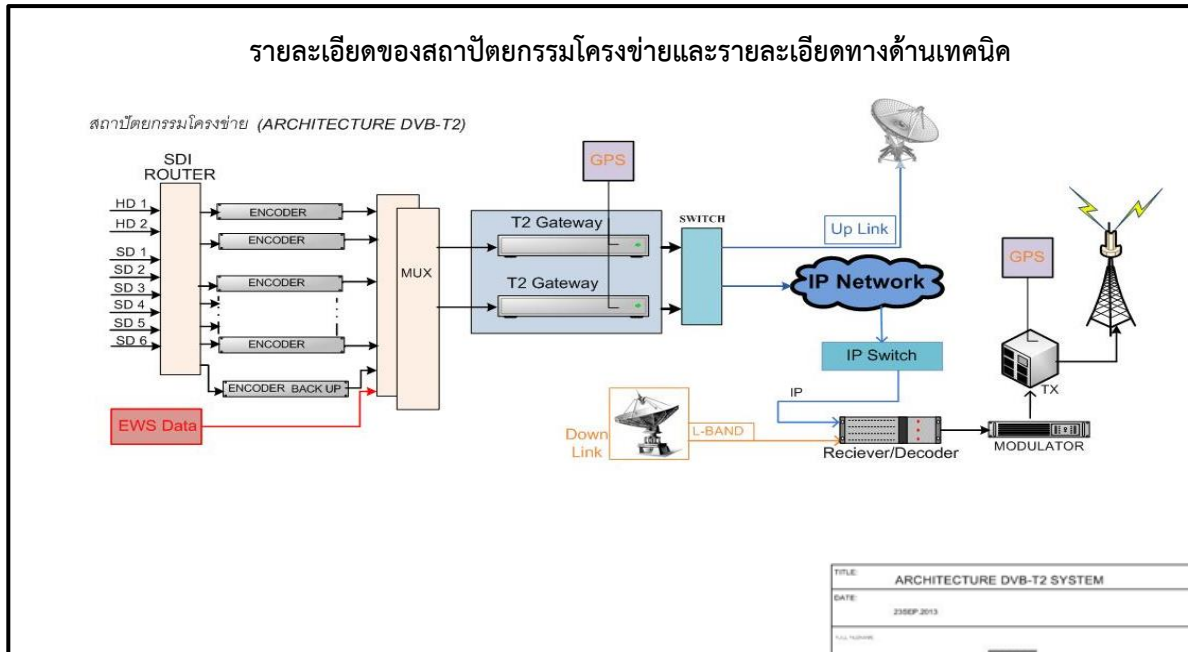 รายละเอียดของสถาปัตยกรรมโครงข่ายและรายละเอียดทางด้านเทคนิค
สถาปัตยกรรมโครงข่าย (ARCHITECTURE DVB-T2)
SDI
ROUTER
HD 1
HD 2
SD 1
SD 2
SD 3
SD 4
SD 5
SD 6
ENCODER
ENCODER
ENCODER
ENCODER
ENCODER BACK UP
EWS Data
MUX
GPS
T2 Gateway
T2 Gateway
SWITCH
Up Link
IP Network
IP Switch
IP
Down
Link
L-BAND
Reciever/Decoder
MODULATOR
GPS
TX
TITLE:
ARCHITECTURE DVB-T2 SYSTEM
DATE:
23SEP.2013